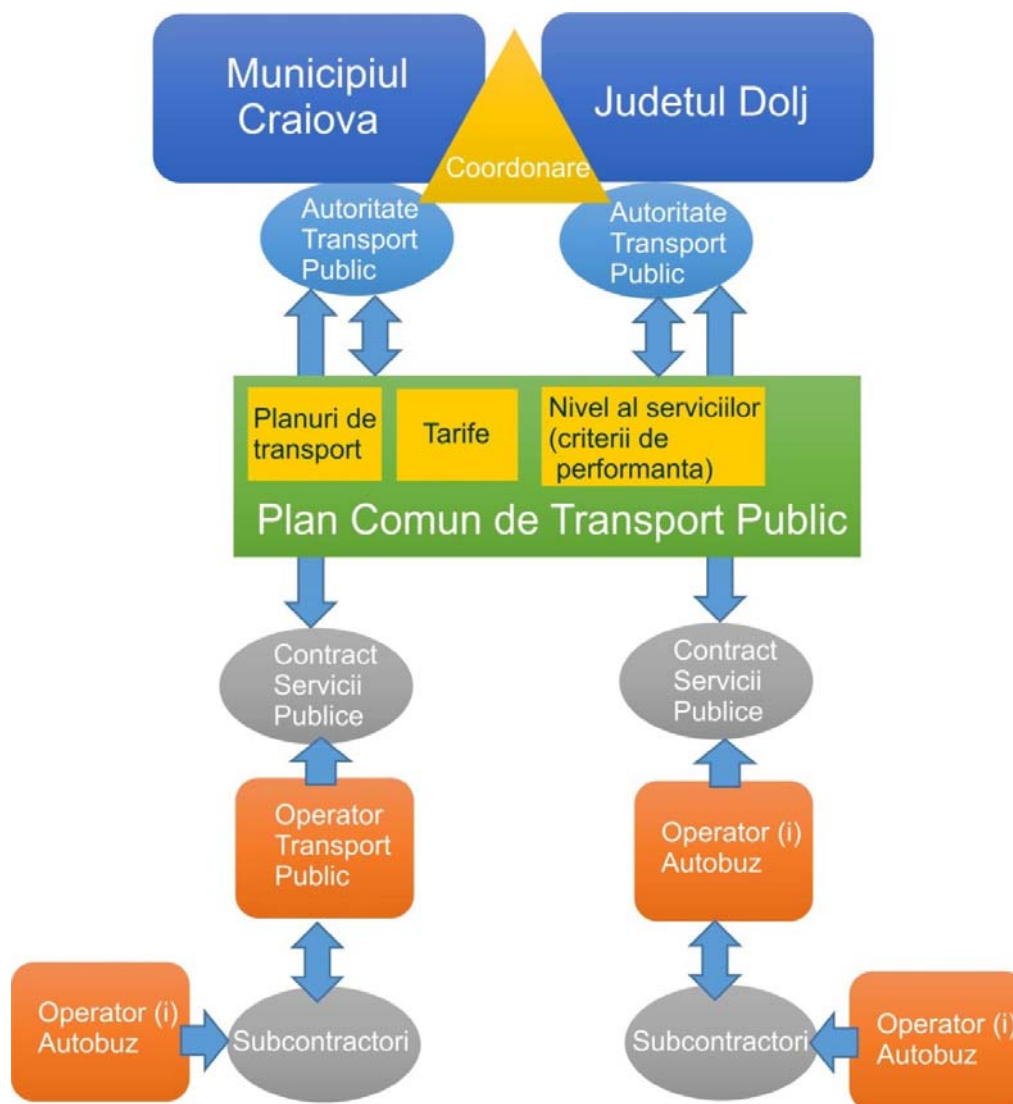 Municipiul
Craiova
Judetul Dolj
Coordonare
Autoritate
Transport
Public
Autoritate
Transport
Public
Planuri de
transport
Tarife
Nivel al serviciilor
(criterii de
performanta)
Plan Comun de Transport Public
Contract
Servicii
Publice
Contract
Servicii
Publice
Operator
Transport
Public
Operator (i)
Autobuz
Operator (i)
Autobuz
Subcontractori
Subcontractori
Operator (i)
Autobuz